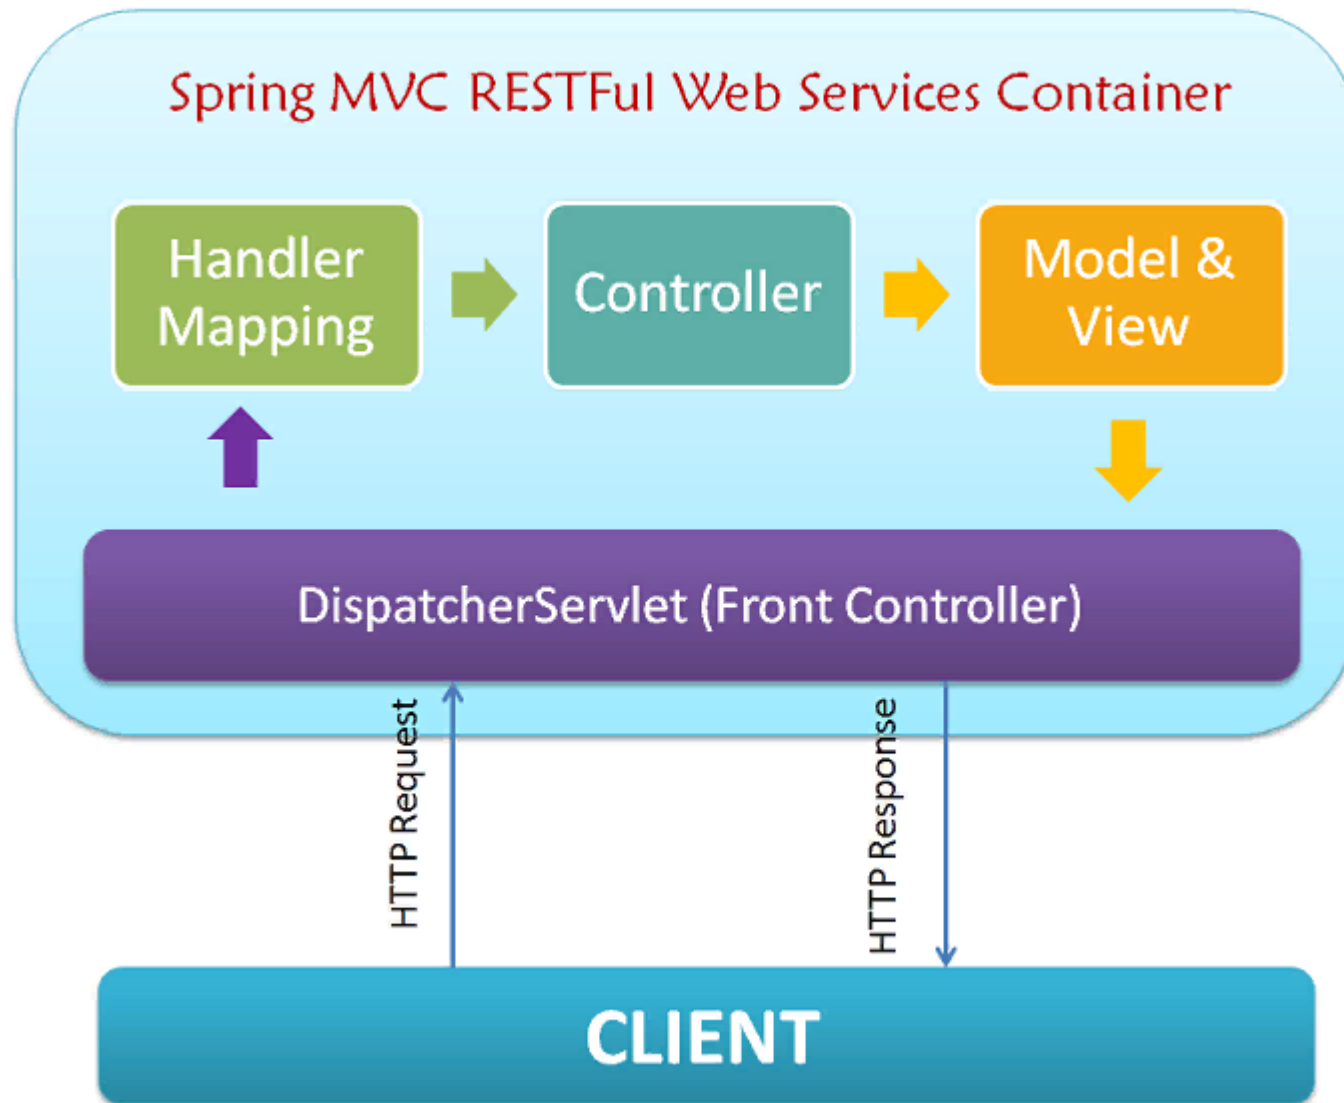 Spring MVC RESTFul Web Services Container
Handler
Mapping
Controller
Model &
View
DispatcherServlet (Front Controller)
HTTP Request
HTTP Response
CLIENT